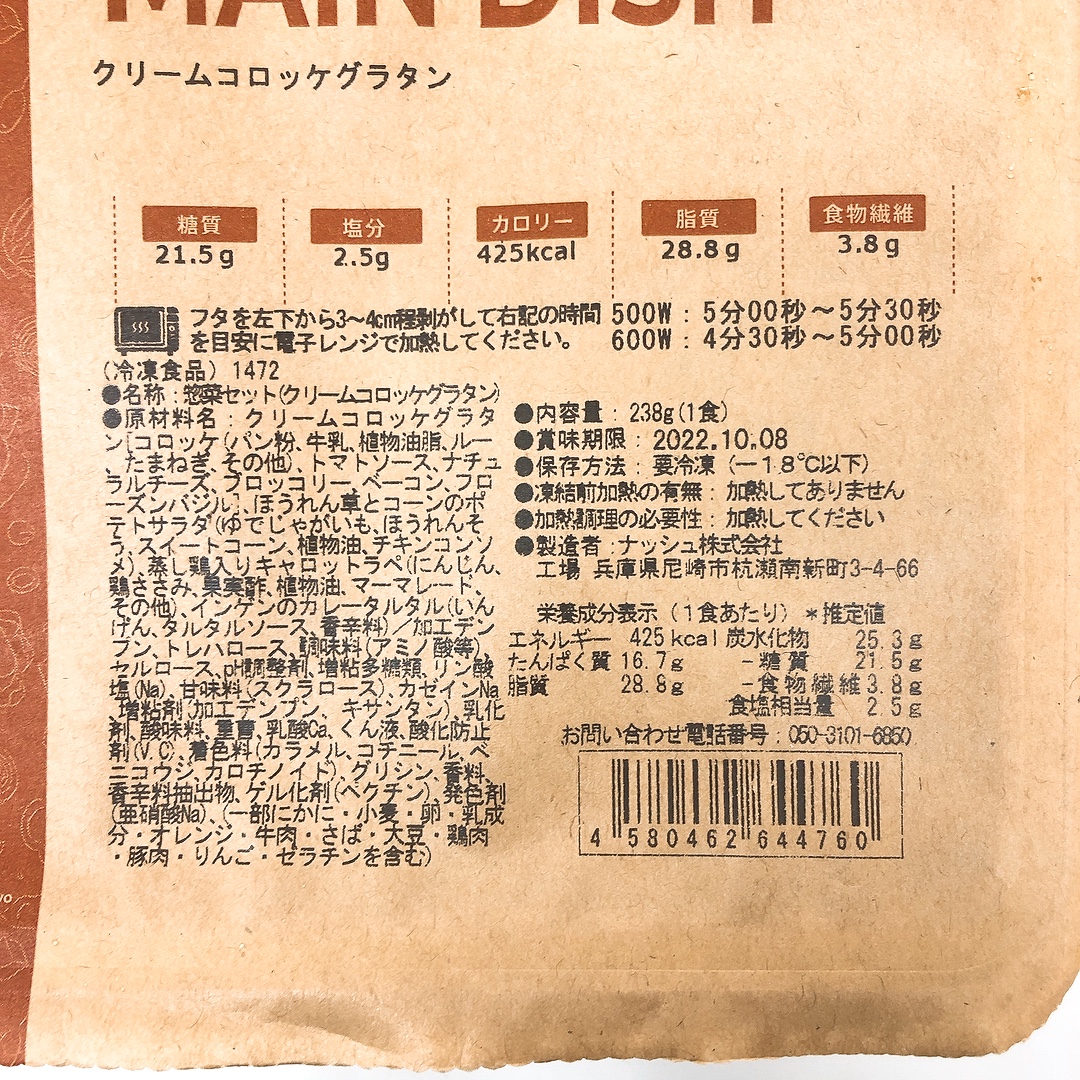 MAIN DISH
クリームコロッケグラタン
糖質 塩分 カロリー 脂質 食物繊維
21.5g 2.5g 425kcal 28.8g 3.8g
フタを左下から3〜4cm程剥がして右記の時間
を目安に電子レンジで加熱してください。
500W : 5分00秒〜5分30秒
600W : 4分30秒〜5分00秒
(冷凍食品) 1472
●名称 : 惣菜セット(クリームコロッケグラタン)
●原材料名 : クリームコロッケグラタ
ン[コロッケ(パン粉、牛乳、植物油脂、ルー
、たまねぎ、その他)、トマトソース、ナチュ
ラルチーズ、ブロッコリー、ベーコン、フロ
ーズンバジル]、ほうれん草とコーンのポ
テトサラダ(ゆでじゃがいも、ほうれんそ
う、スイートコーン、植物油、チキンコンソ
メ)、蒸し鶏入りキャロットラペ(にんじん、
鶏ささみ、果実酢、植物油、マーマレード、
その他)、インゲンのカレータルタル(いん
げん、タルタルソース、香辛料)/加工デン
プン、トレハロース、調味料(アミノ酸等)、
セルロース、pH調整剤、増粘多糖類、リン酸
塩(Na)、甘味料(スクラロース)、カゼインNa
、増粘剤(加工デンプン、キサンタン)、乳化
剤、酸味料、重曹、乳酸Ca、くん液、酸化防止
剤(V.C)、着色料(カラメル、コチニール、ベ
ニコウジ、カロチノイド)、グリシン、香料、
香辛料抽出物、ゲル化剤(ペクチン)、発色剤
(亜硝酸Na)、(一部にかに・小麦・卵・乳成
分・オレンジ・牛肉・さば・大豆・鶏肉
・豚肉・りんご・ゼラチンを含む)
●内容量 : 238g(1食)
●賞味期限 : 2022.10.08
●保存方法 : 要冷凍 (−18℃以下)
●凍結前加熱の有無 : 加熱してありません
●加熱調理の必要性 : 加熱してください
●製造者 : ナッシュ株式会社
工場 兵庫県尼崎市杭瀬南新町3-4-66
栄養成分表示 (1食あたり) *推定値
エネルギー 425kcal 炭水化物 25.3g
たんぱく質 16.7g −糖質 21.5g
脂質 28.8g −食物繊維 3.8g
食塩相当量 2.5g
お問い合わせ電話番号 : 050-3101-6850
4 580462 644760